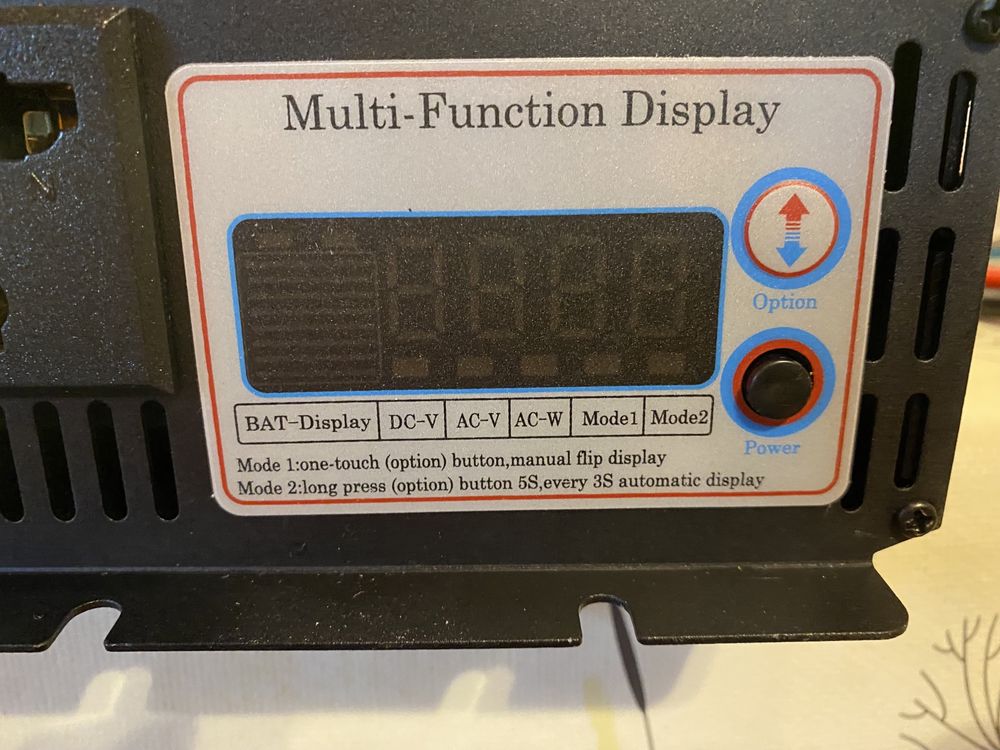 Multi-Function Display
Option
BAT-Display DC-V AC-V AC-W Mode1 Mode2
Power
Mode 1:one-touch (option) button,manual flip display
Mode 2:long press (option) button 5S,every 3S automatic display
N